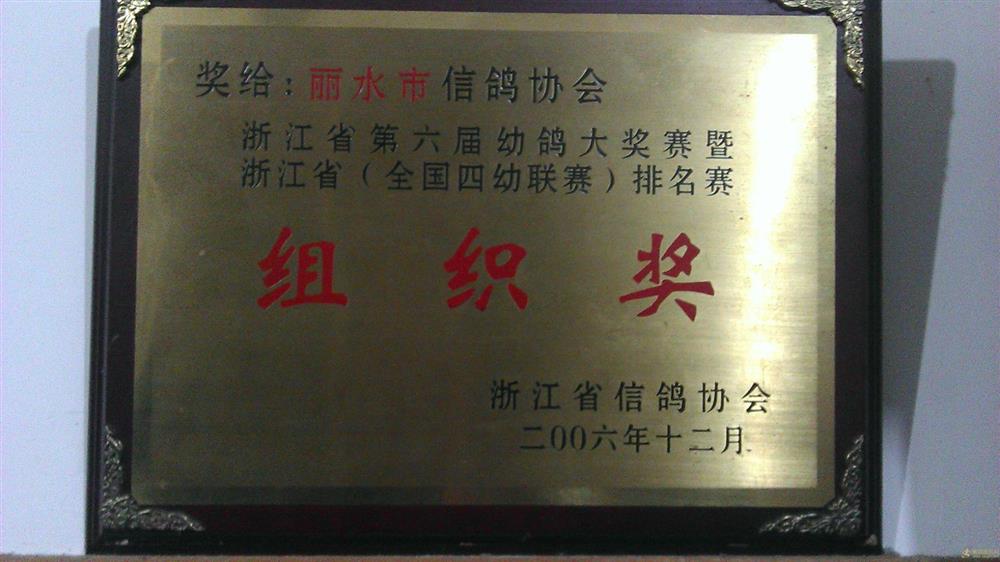 奖给：丽水市信鸽协会
浙江省第六届幼鸽大奖赛暨
浙江省（全国四幼联赛）排名赛
组织奖
浙江省信鸽协会
二00六年十二月